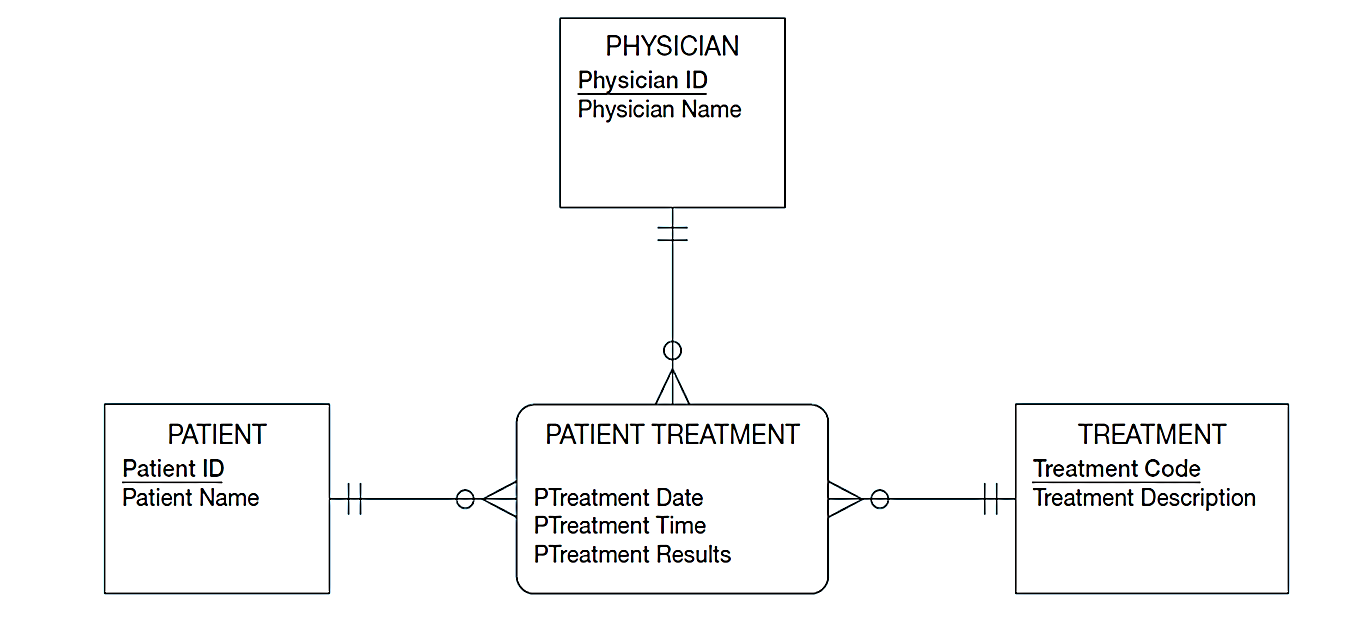 PHYSICIAN
Physician ID
Physician Name
PATIENT
Patient ID
Patient Name
PATIENT TREATMENT
PTreatment Date
PTreatment Time
PTreatment Results
TREATMENT
Treatment Code
Treatment Description